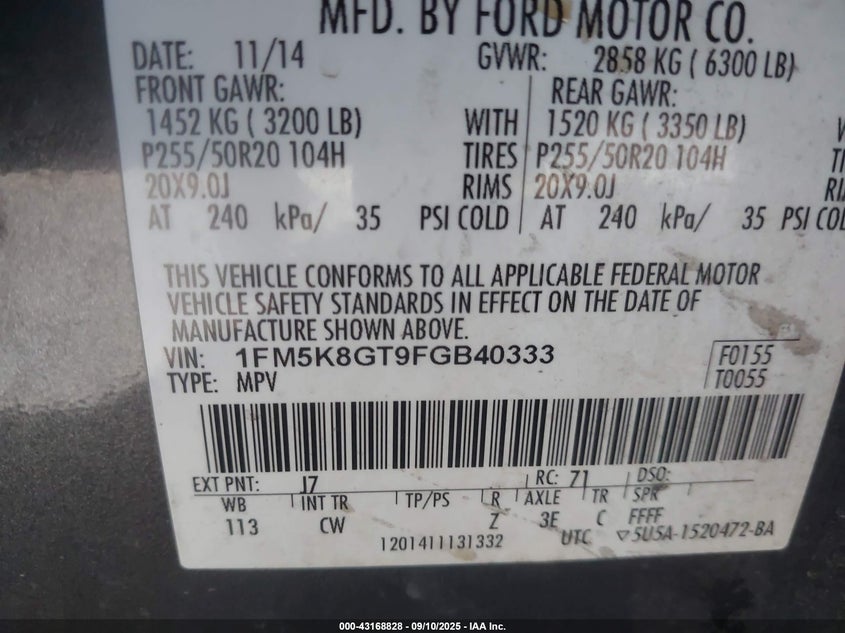 MFD. BY FORD MOTOR CO.
DATE: 11/14 GVWR: 2858 KG ( 6300 LB)
FRONT GAWR: REAR GAWR:
1452 KG ( 3200 LB) WITH 1520 KG ( 3350 LB)
P255/50R20 104H TIRES P255/50R20 104H
20X9.0J RIMS 20X9.0J
AT 240 kPa/ 35 PSI COLD AT 240 kPa/ 35 PSI COL
THIS VEHICLE CONFORMS TO ALL APPLICABLE FEDERAL MOTOR
VEHICLE SAFETY STANDARDS IN EFFECT ON THE DATE OF
MANUFACTURE SHOWN ABOVE.
VIN: 1FM5K8GT9FGB40333 F0155
TYPE: MPV T0055
EXT PNT: J7 RC: 71 DSO:
WB INT TR TP/PS R AXLE TR SPR
113 CW Z 3E C FFFF
1201411131332 UTC ▽5U5A-1520472-BA
000-43168828 - 09/10/2025 - IAA Inc.